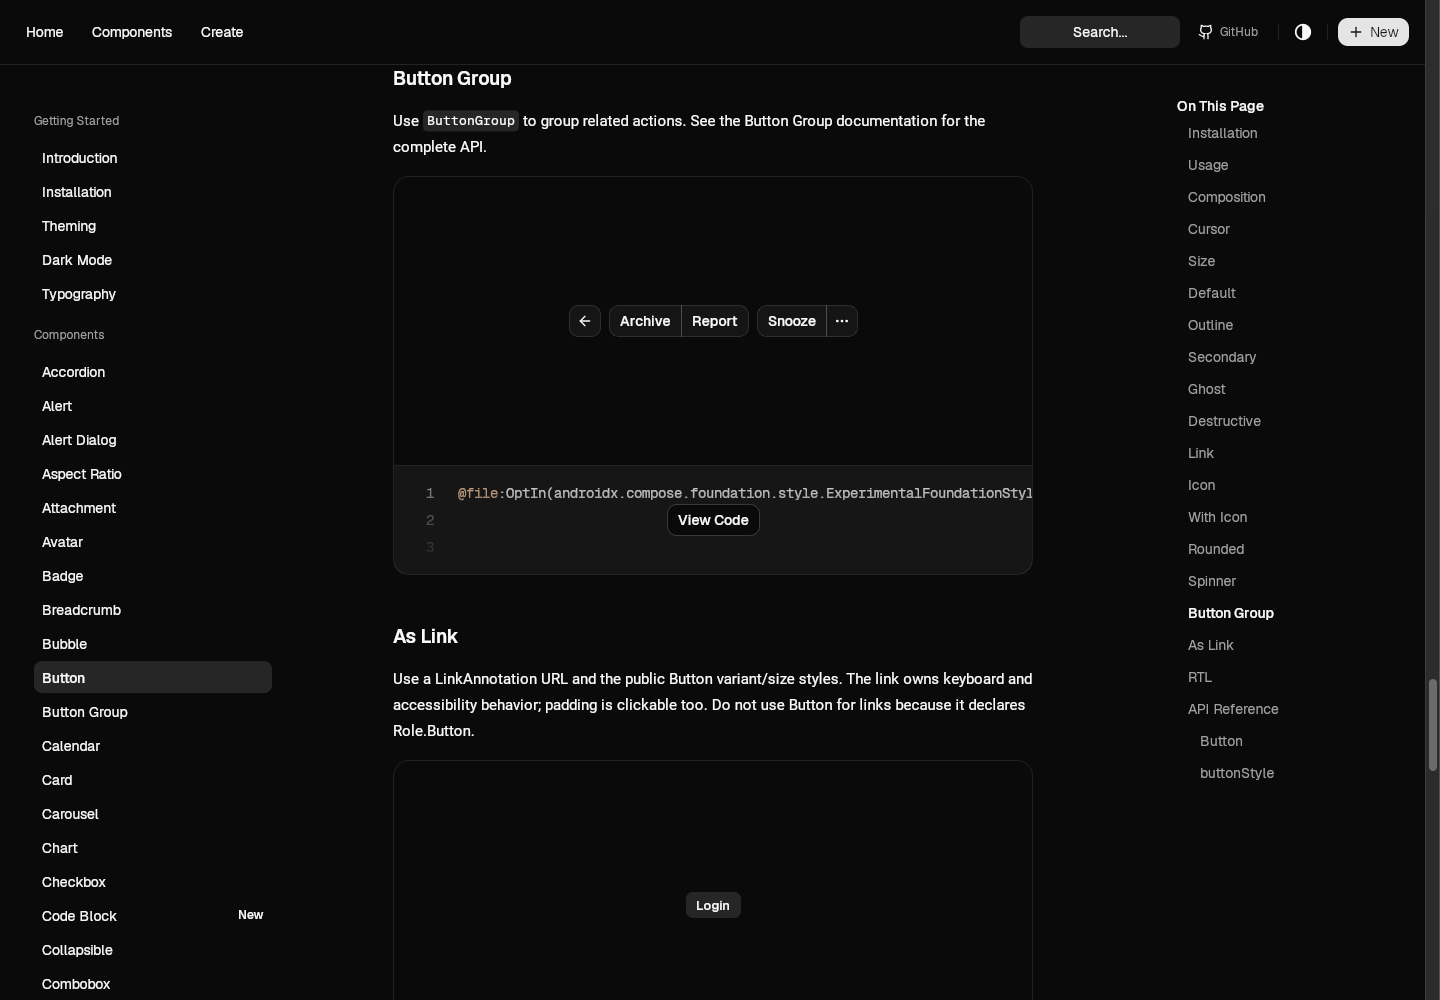 Home
Components
Create
Search...
GitHub
New
Getting Started
Introduction
Installation
Theming
Dark Mode
Typography
Components
Accordion
Alert
Alert Dialog
Aspect Ratio
Attachment
Avatar
Badge
Breadcrumb
Bubble
Button
Button Group
Calendar
Card
Carousel
Chart
Checkbox
Code Block New
Collapsible
Combobox
Button Group
Use ButtonGroup to group related actions. See the Button Group documentation for the
complete API.
Archive Report Snooze
1 @file:OptIn(androidx.compose.foundation.style.ExperimentalFoundationStyl
2
3
View Code
As Link
Use a LinkAnnotation URL and the public Button variant/size styles. The link owns keyboard and
accessibility behavior; padding is clickable too. Do not use Button for links because it declares
Role.Button.
Login
On This Page
Installation
Usage
Composition
Cursor
Size
Default
Outline
Secondary
Ghost
Destructive
Link
Icon
With Icon
Rounded
Spinner
Button Group
As Link
RTL
API Reference
Button
buttonStyle